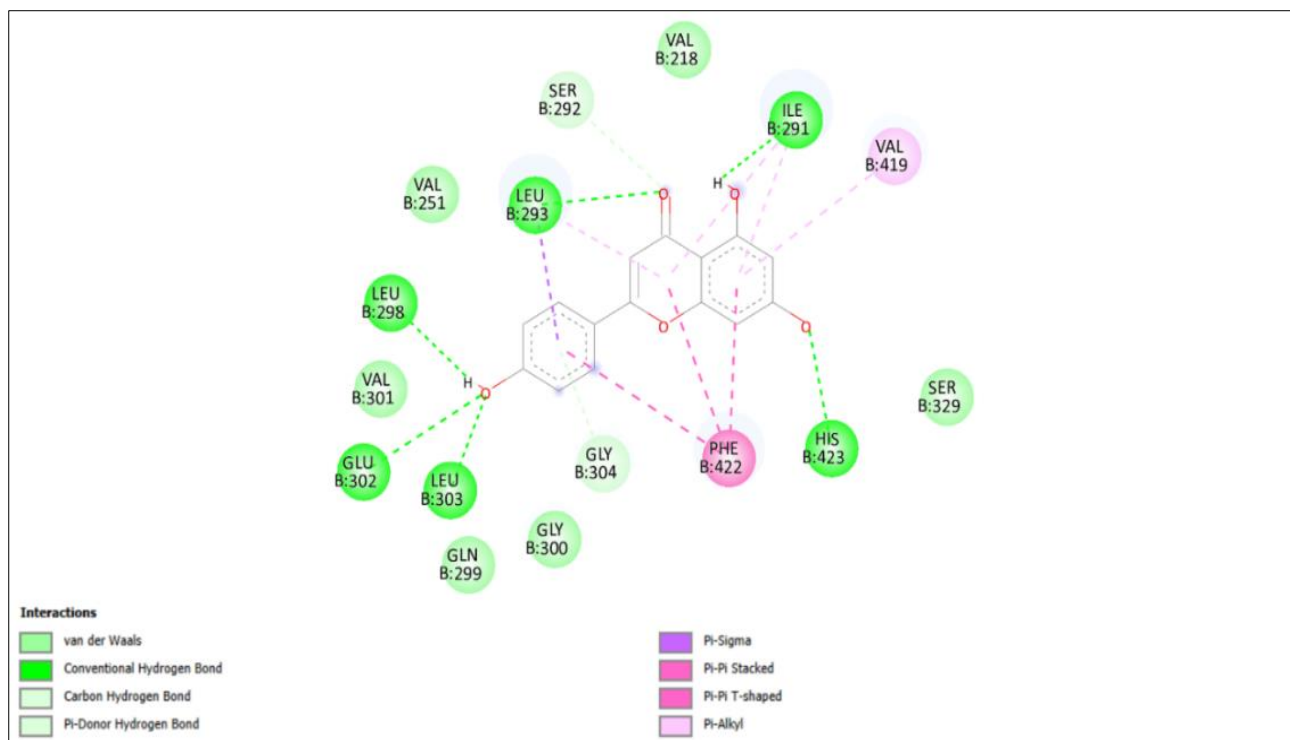 VAL
B:218
SER
B:292
ILE
B:291
VAL
B:419
VAL
B:251
LEU
B:293
H
O
O
LEU
B:298
O
O
VAL
B:301
H
O
SER
B:329
GLU
B:302
LEU
B:303
GLY
B:304
PHE
B:422
HIS
B:423
GLY
B:300
GLN
B:299
Interactions
van der Waals
Conventional Hydrogen Bond
Carbon Hydrogen Bond
Pi-Donor Hydrogen Bond
Pi-Sigma
Pi-Pi Stacked
Pi-Pi T-shaped
Pi-Alkyl